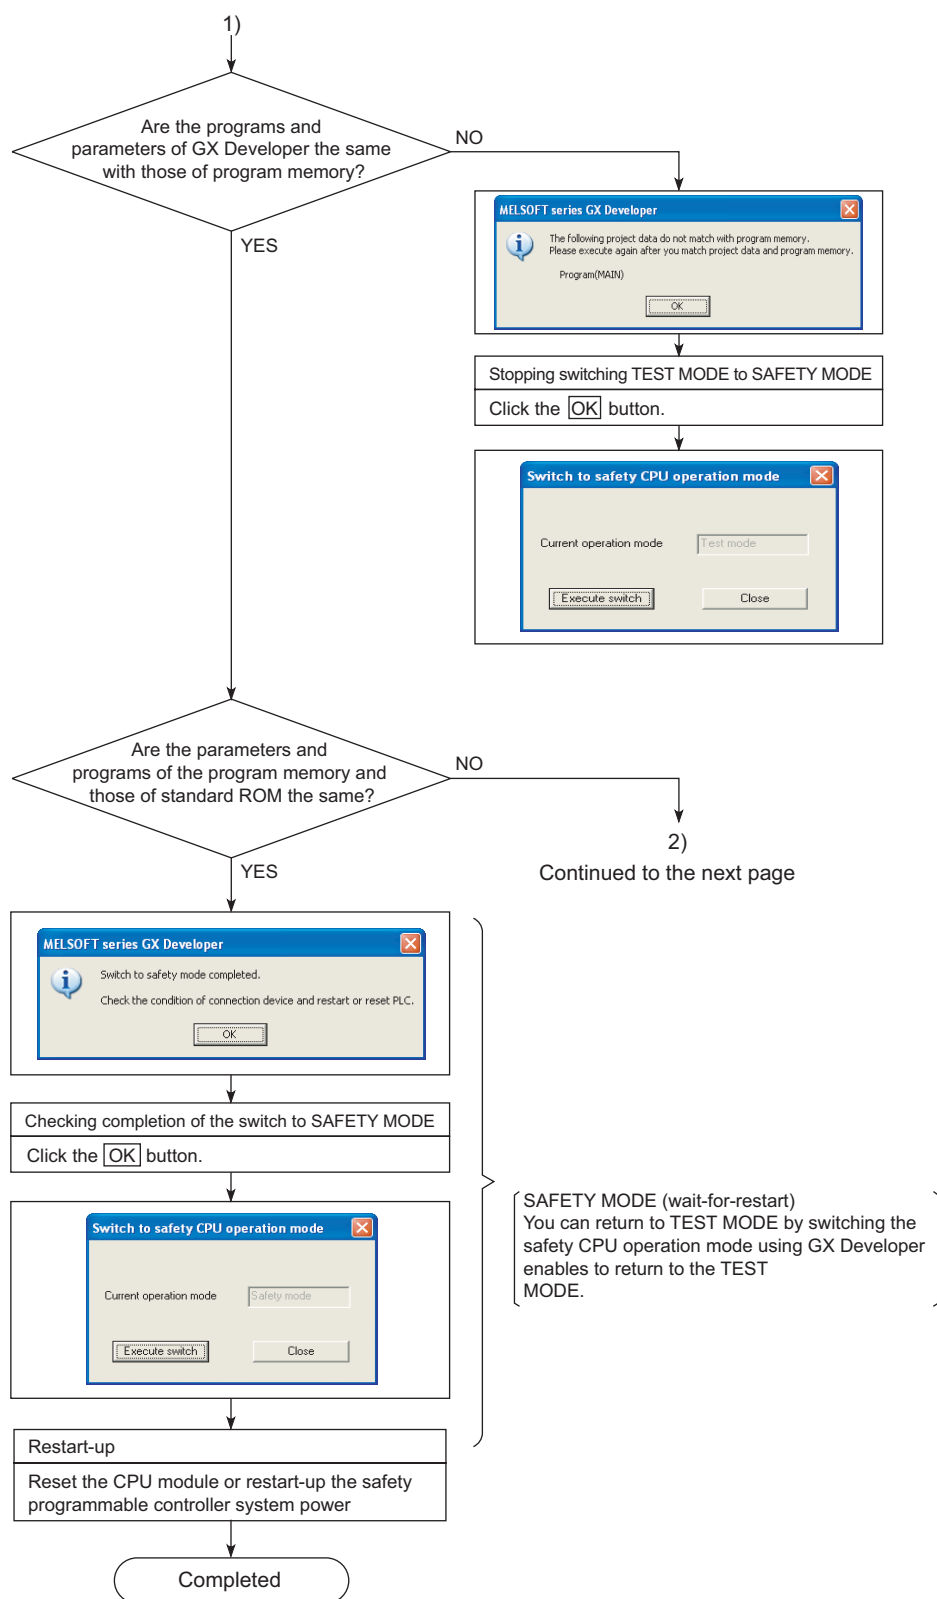 1)
Are the programs and
parameters of GX Developer the same
with those of program memory?
NO
YES
MELSOFT series GX Developer
The following project data do not match with program memory.
Please execute again after you match project data and program memory.
Program(MAIN)
OK
Stopping switching TEST MODE to SAFETY MODE
Click the OK button.
Switch to safety CPU operation mode
Current operation mode Test mode
Execute switch Close
Are the parameters and
programs of the program memory and
those of standard ROM the same?
NO
YES
2)
Continued to the next page
MELSOFT series GX Developer
Switch to safety mode completed.
Check the condition of connection device and restart or reset PLC.
OK
Checking completion of the switch to SAFETY MODE
Click the OK button.
Switch to safety CPU operation mode
Current operation mode Safety mode
Execute switch Close
SAFETY MODE (wait-for-restart)
You can return to TEST MODE by switching the
safety CPU operation mode using GX Developer
enables to return to the TEST
MODE.
Restart-up
Reset the CPU module or restart-up the safety
programmable controller system power
Completed